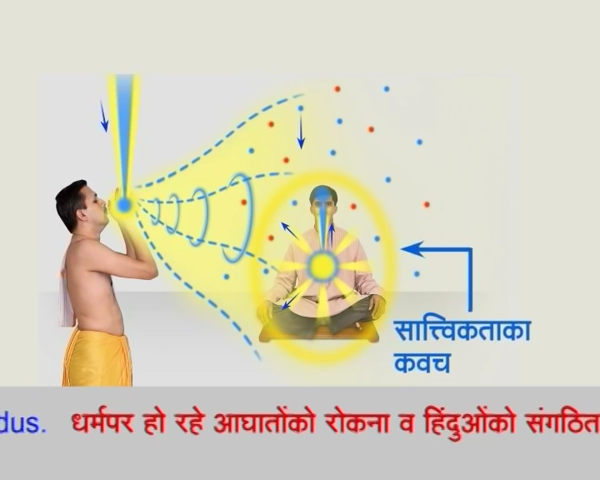 सात्त्विकताका
कवच
dus. धर्मपर हो रहे आघातोंको रोकना व हिंदुओंको संगठित